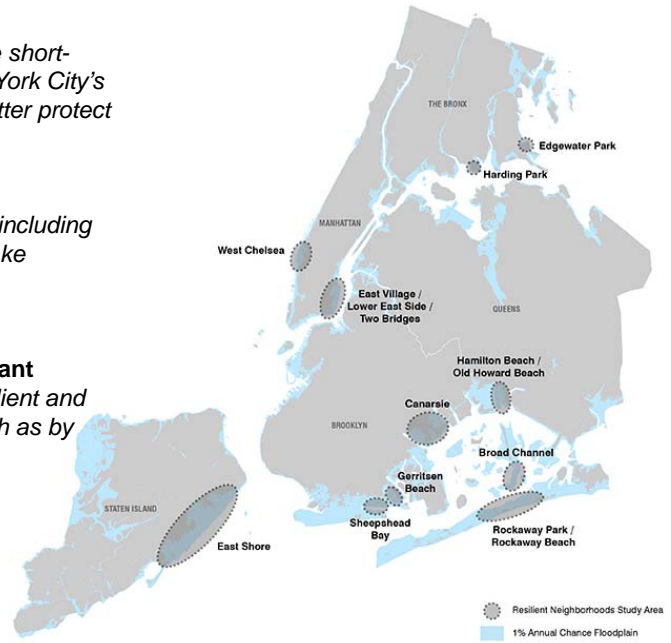 short-
York City's
tter protect
including
ke
ant
lient and
h as by
THE BRONX
Edgewater Park
Harding Park
MANHATTAN
West Chelsea
East Village /
Lower East Side /
Two Bridges
QUEENS
Hamilton Beach /
Old Howard Beach
Canarsie
BROOKLYN
Broad Channel
Gerritsen
Beach
Sheepshead
Bay
Rockaway Park /
Rockaway Beach
STATEN ISLAND
East Shore
Resilient Neighborhoods Study Area
1% Annual Chance Floodplain